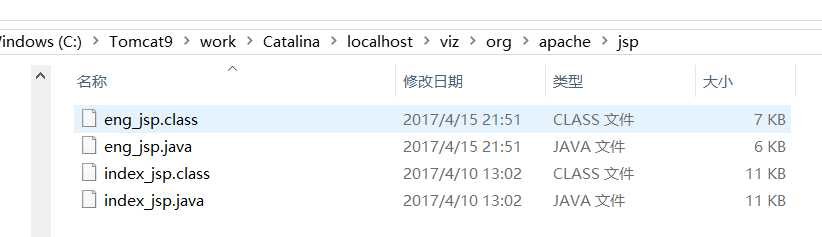 Windows (C:) > Tomcat9 > work > Catalina > localhost > viz > org > apache > jsp
名称 修改日期 类型 大小
eng_jsp.class 2017/4/15 21:51 CLASS 文件 7 KB
eng_jsp.java 2017/4/15 21:51 JAVA 文件 6 KB
index_jsp.class 2017/4/10 13:02 CLASS 文件 11 KB
index_jsp.java 2017/4/10 13:02 JAVA 文件 11 KB